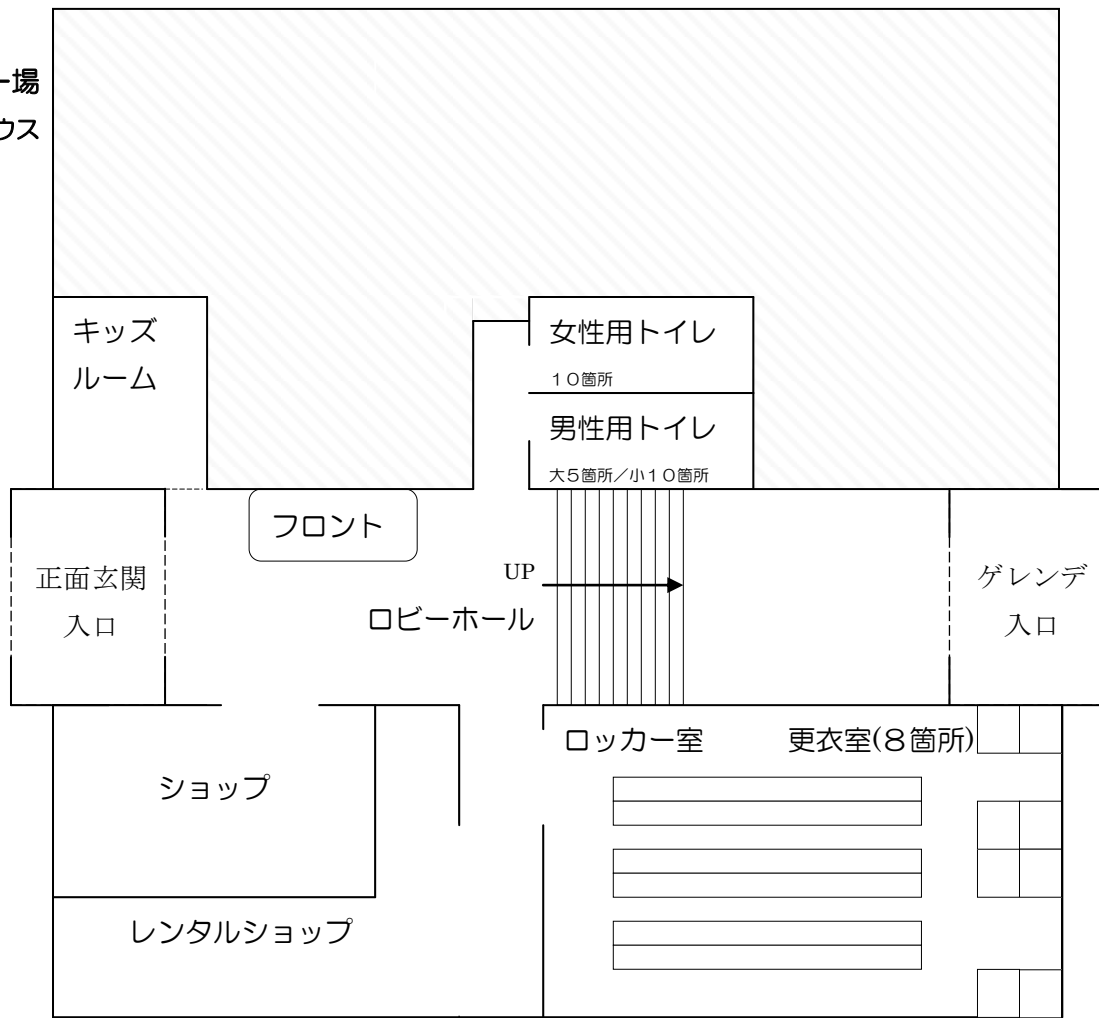 ー場
ウス
キッズ
ルーム
女性用トイレ
１０箇所
男性用トイレ
大５箇所／小１０箇所
フロント
正面玄関
入口
UP
ロビーホール
ゲレンデ
入口
ロッカー室
更衣室(８箇所)
ショップ
レンタルショップ